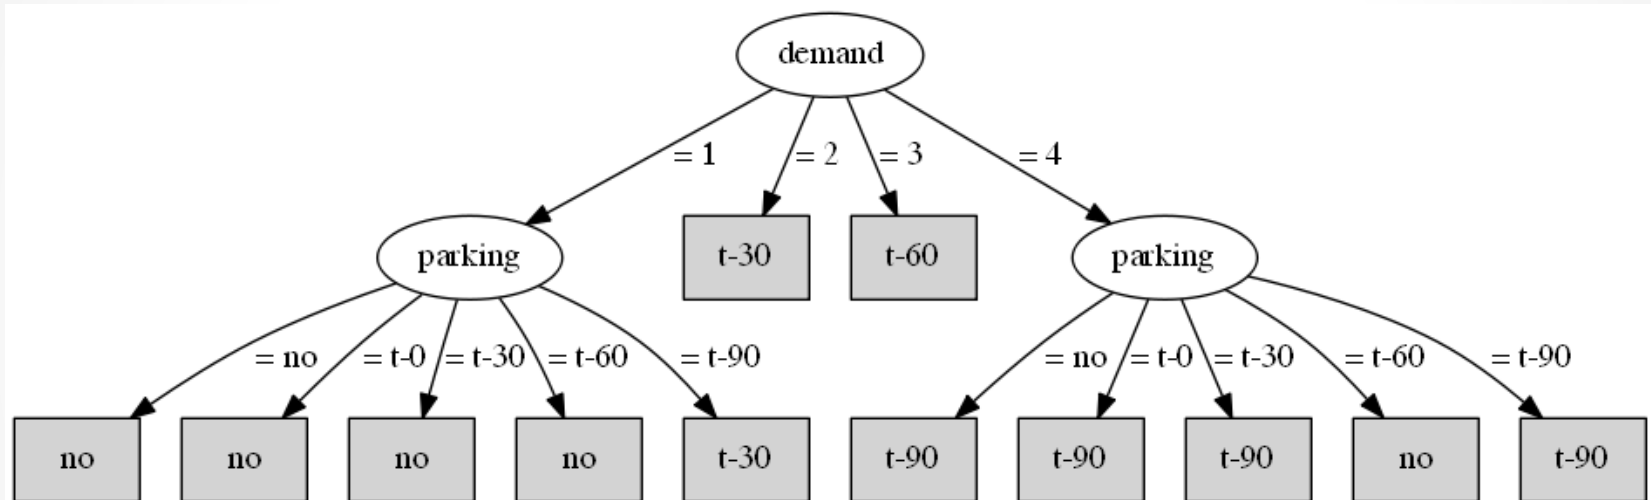 demand
= 1
= 2
= 3
= 4
parking
t-30
t-60
parking
= no
= t-0
= t-30
= t-60
= t-90
= no
= t-0
= t-30
= t-60
= t-90
no
no
no
no
t-30
t-90
t-90
t-90
no
t-90